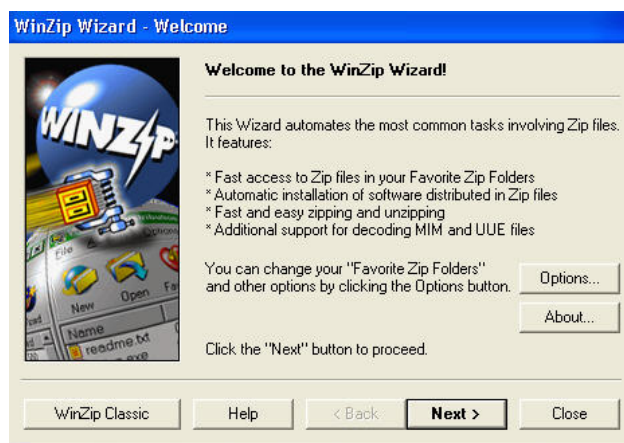 WinZip Wizard - Welcome
Welcome to the WinZip Wizard!
WINZIP
This Wizard automates the most common tasks involving Zip files.
It features:
* Fast access to Zip files in your Favorite Zip Folders
* Automatic installation of software distributed in Zip files
* Fast and easy zipping and unzipping
* Additional support for decoding MIM and UUE files
File
Options
New
Open
Fav
Name
readme.txt
.exe
You can change your "Favorite Zip Folders"
and other options by clicking the Options button.
Options...
About...
Click the "Next" button to proceed.
WinZip Classic
Help
< Back
Next >
Close